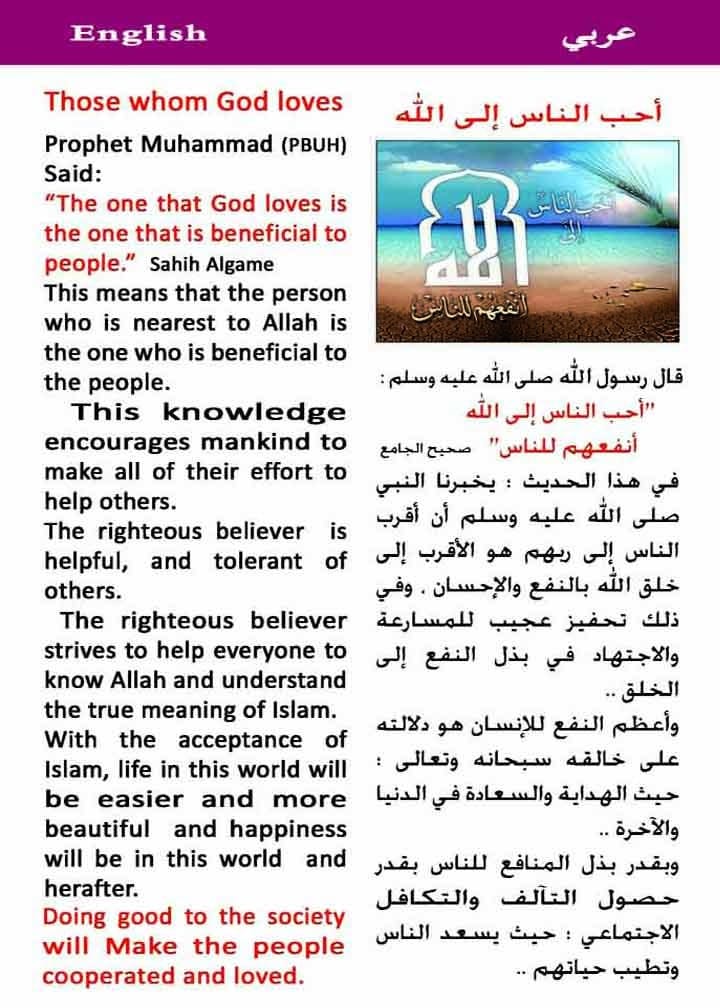 English
عربي
Those whom God loves
Prophet Muhammad (PBUH)
Said:
“The one that God loves is
the one that is beneficial to
people.” Sahih Algame
This means that the person
who is nearest to Allah is
the one who is beneficial to
the people.
This knowledge
encourages mankind to
make all of their effort to
help others.
The righteous believer is
helpful, and tolerant of
others.
The righteous believer
strives to help everyone to
know Allah and understand
the true meaning of Islam.
With the acceptance of
Islam, life in this world will
be easier and more
beautiful and happiness
will be in this world and
herafter.
Doing good to the society
will Make the people
cooperated and loved.
أحب الناس إلى الله
أحب الناس
إلى
الله
أنفعهم للناس
قال رسول الله صلى الله عليه وسلم :
"أحب الناس إلى الله
أنفعهم للناس" صحيح الجامع
في هذا الحديث : يخبرنا النبي
صلى الله عليه وسلم أن أقرب
الناس إلى ربهم هو الأقرب إلى
خلق الله بالنفع والإحسان . وفي
ذلك تحفيز عجيب للمسارعة
والاجتهاد في بذل النفع إلى
الخلق ..
وأعظم النفع للإنسان هو دلالته
على خالقه سبحانه وتعالى :
حيث الهداية والسعادة في الدنيا
والآخرة ..
وبقدر بذل المنافع للناس بقدر
حصول التآلف والتكافل
الاجتماعي : حيث يسعد الناس
وتطيب حياتهم ..